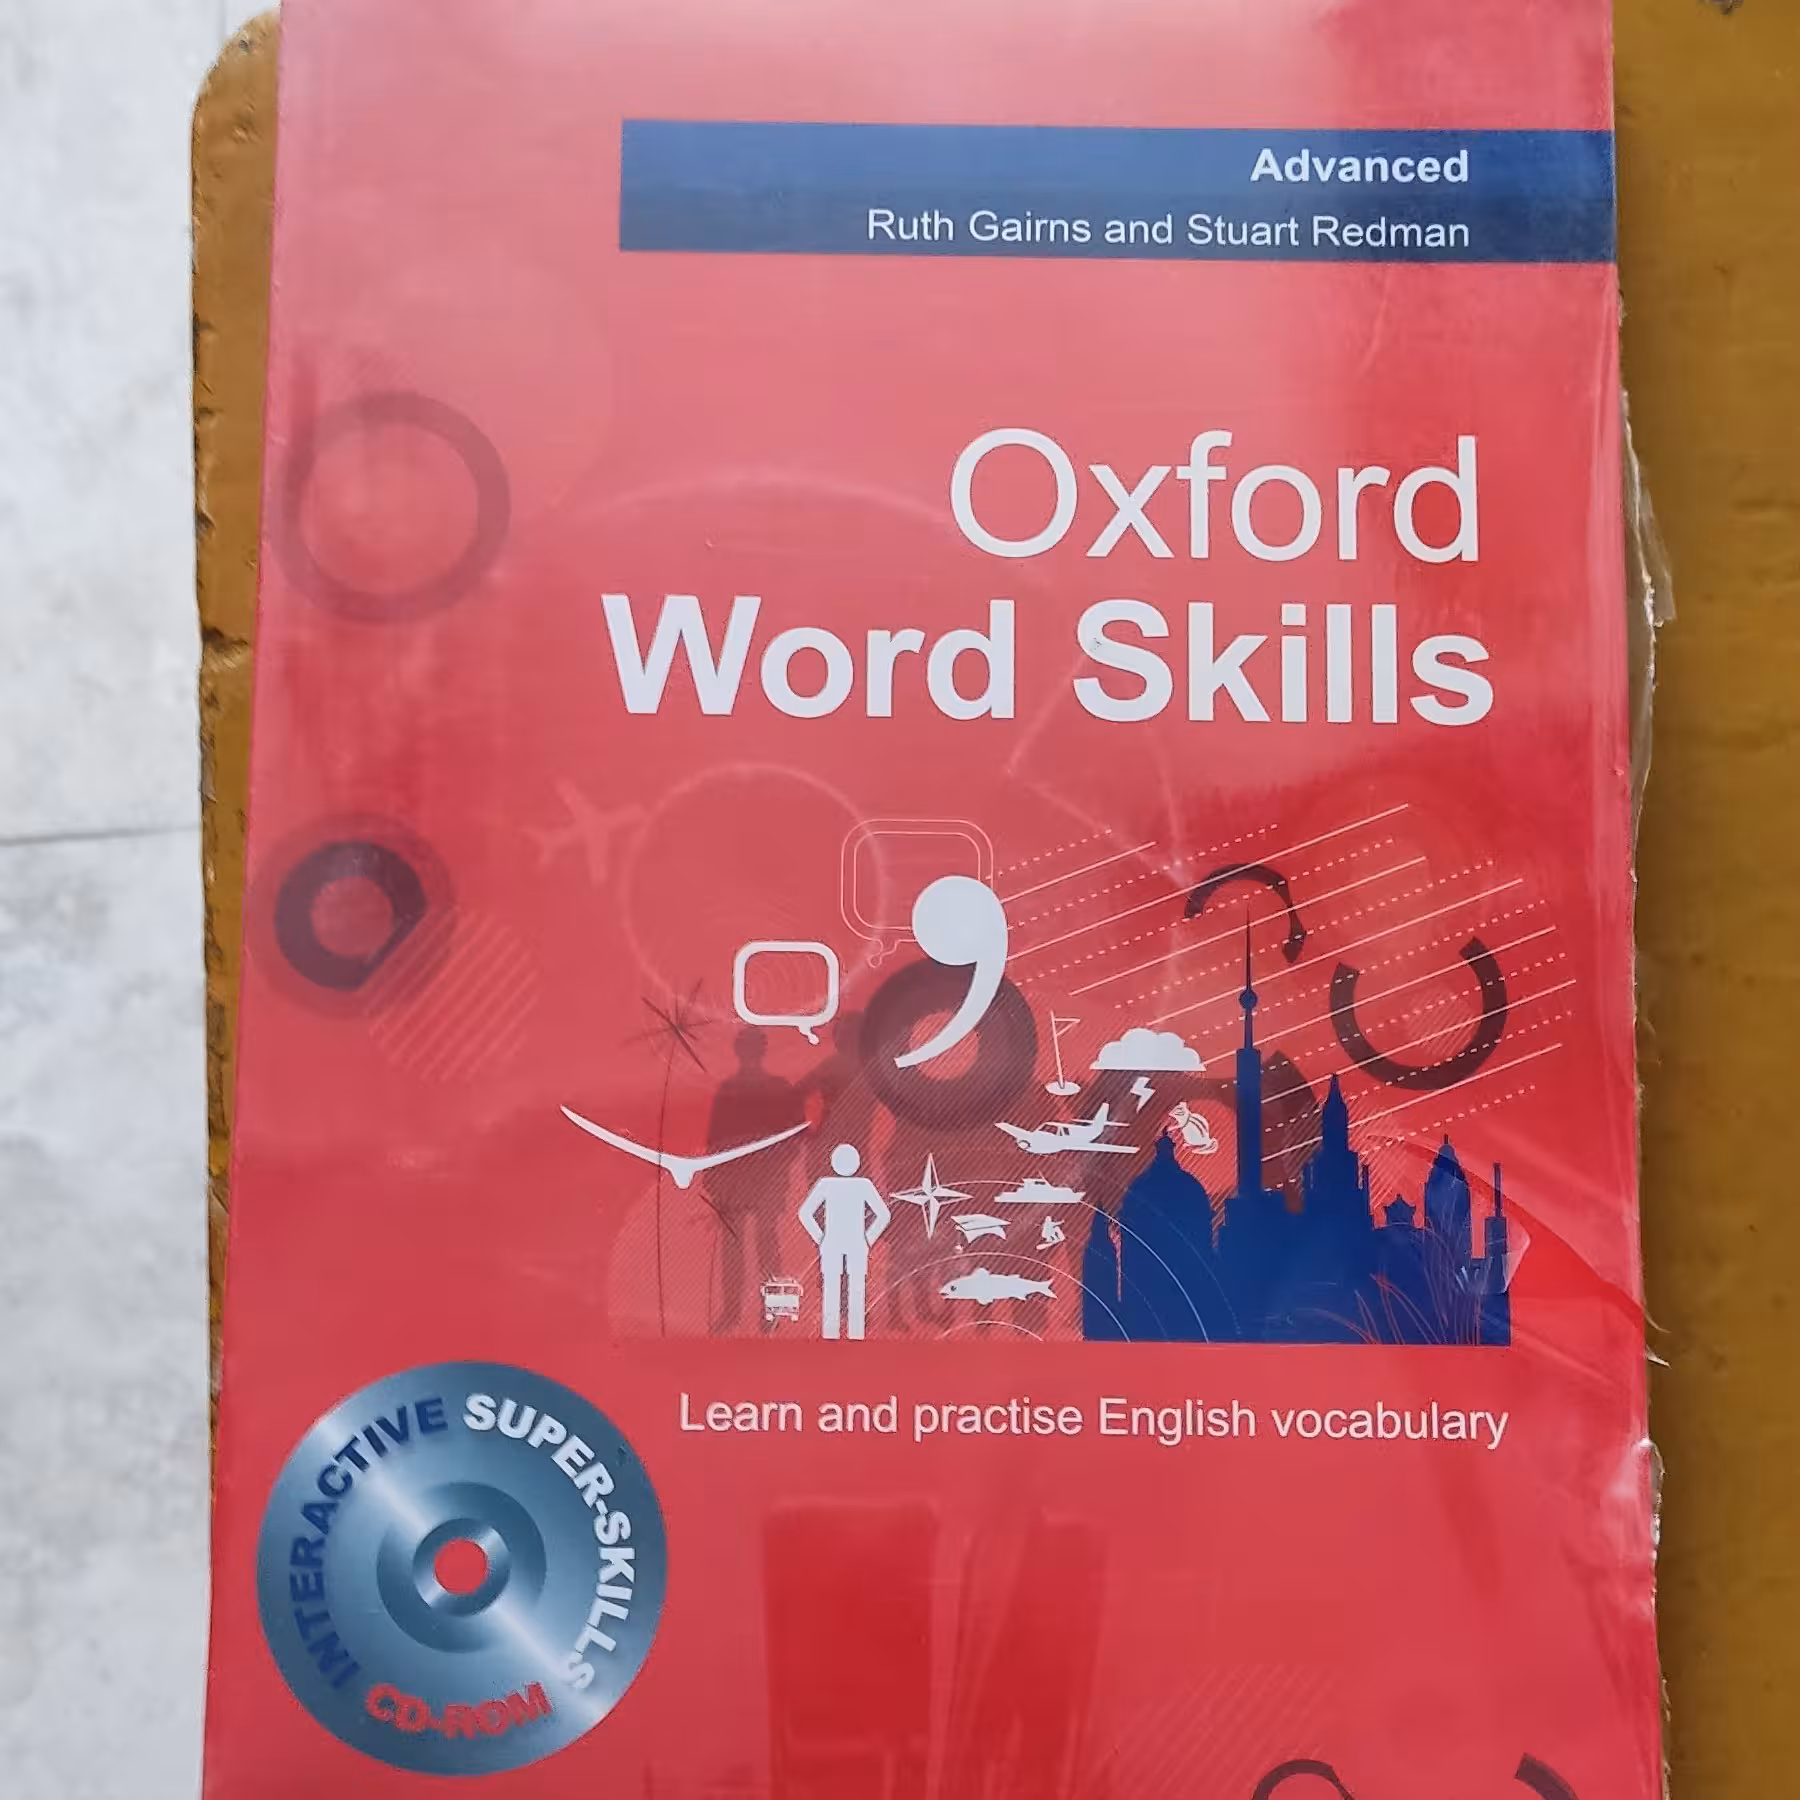 Advanced
Ruth Gairns and Stuart Redman
Oxford
Word Skills
Learn and practise English vocabulary
INTERACTIVE SUPER-SKILLS
CD-ROM